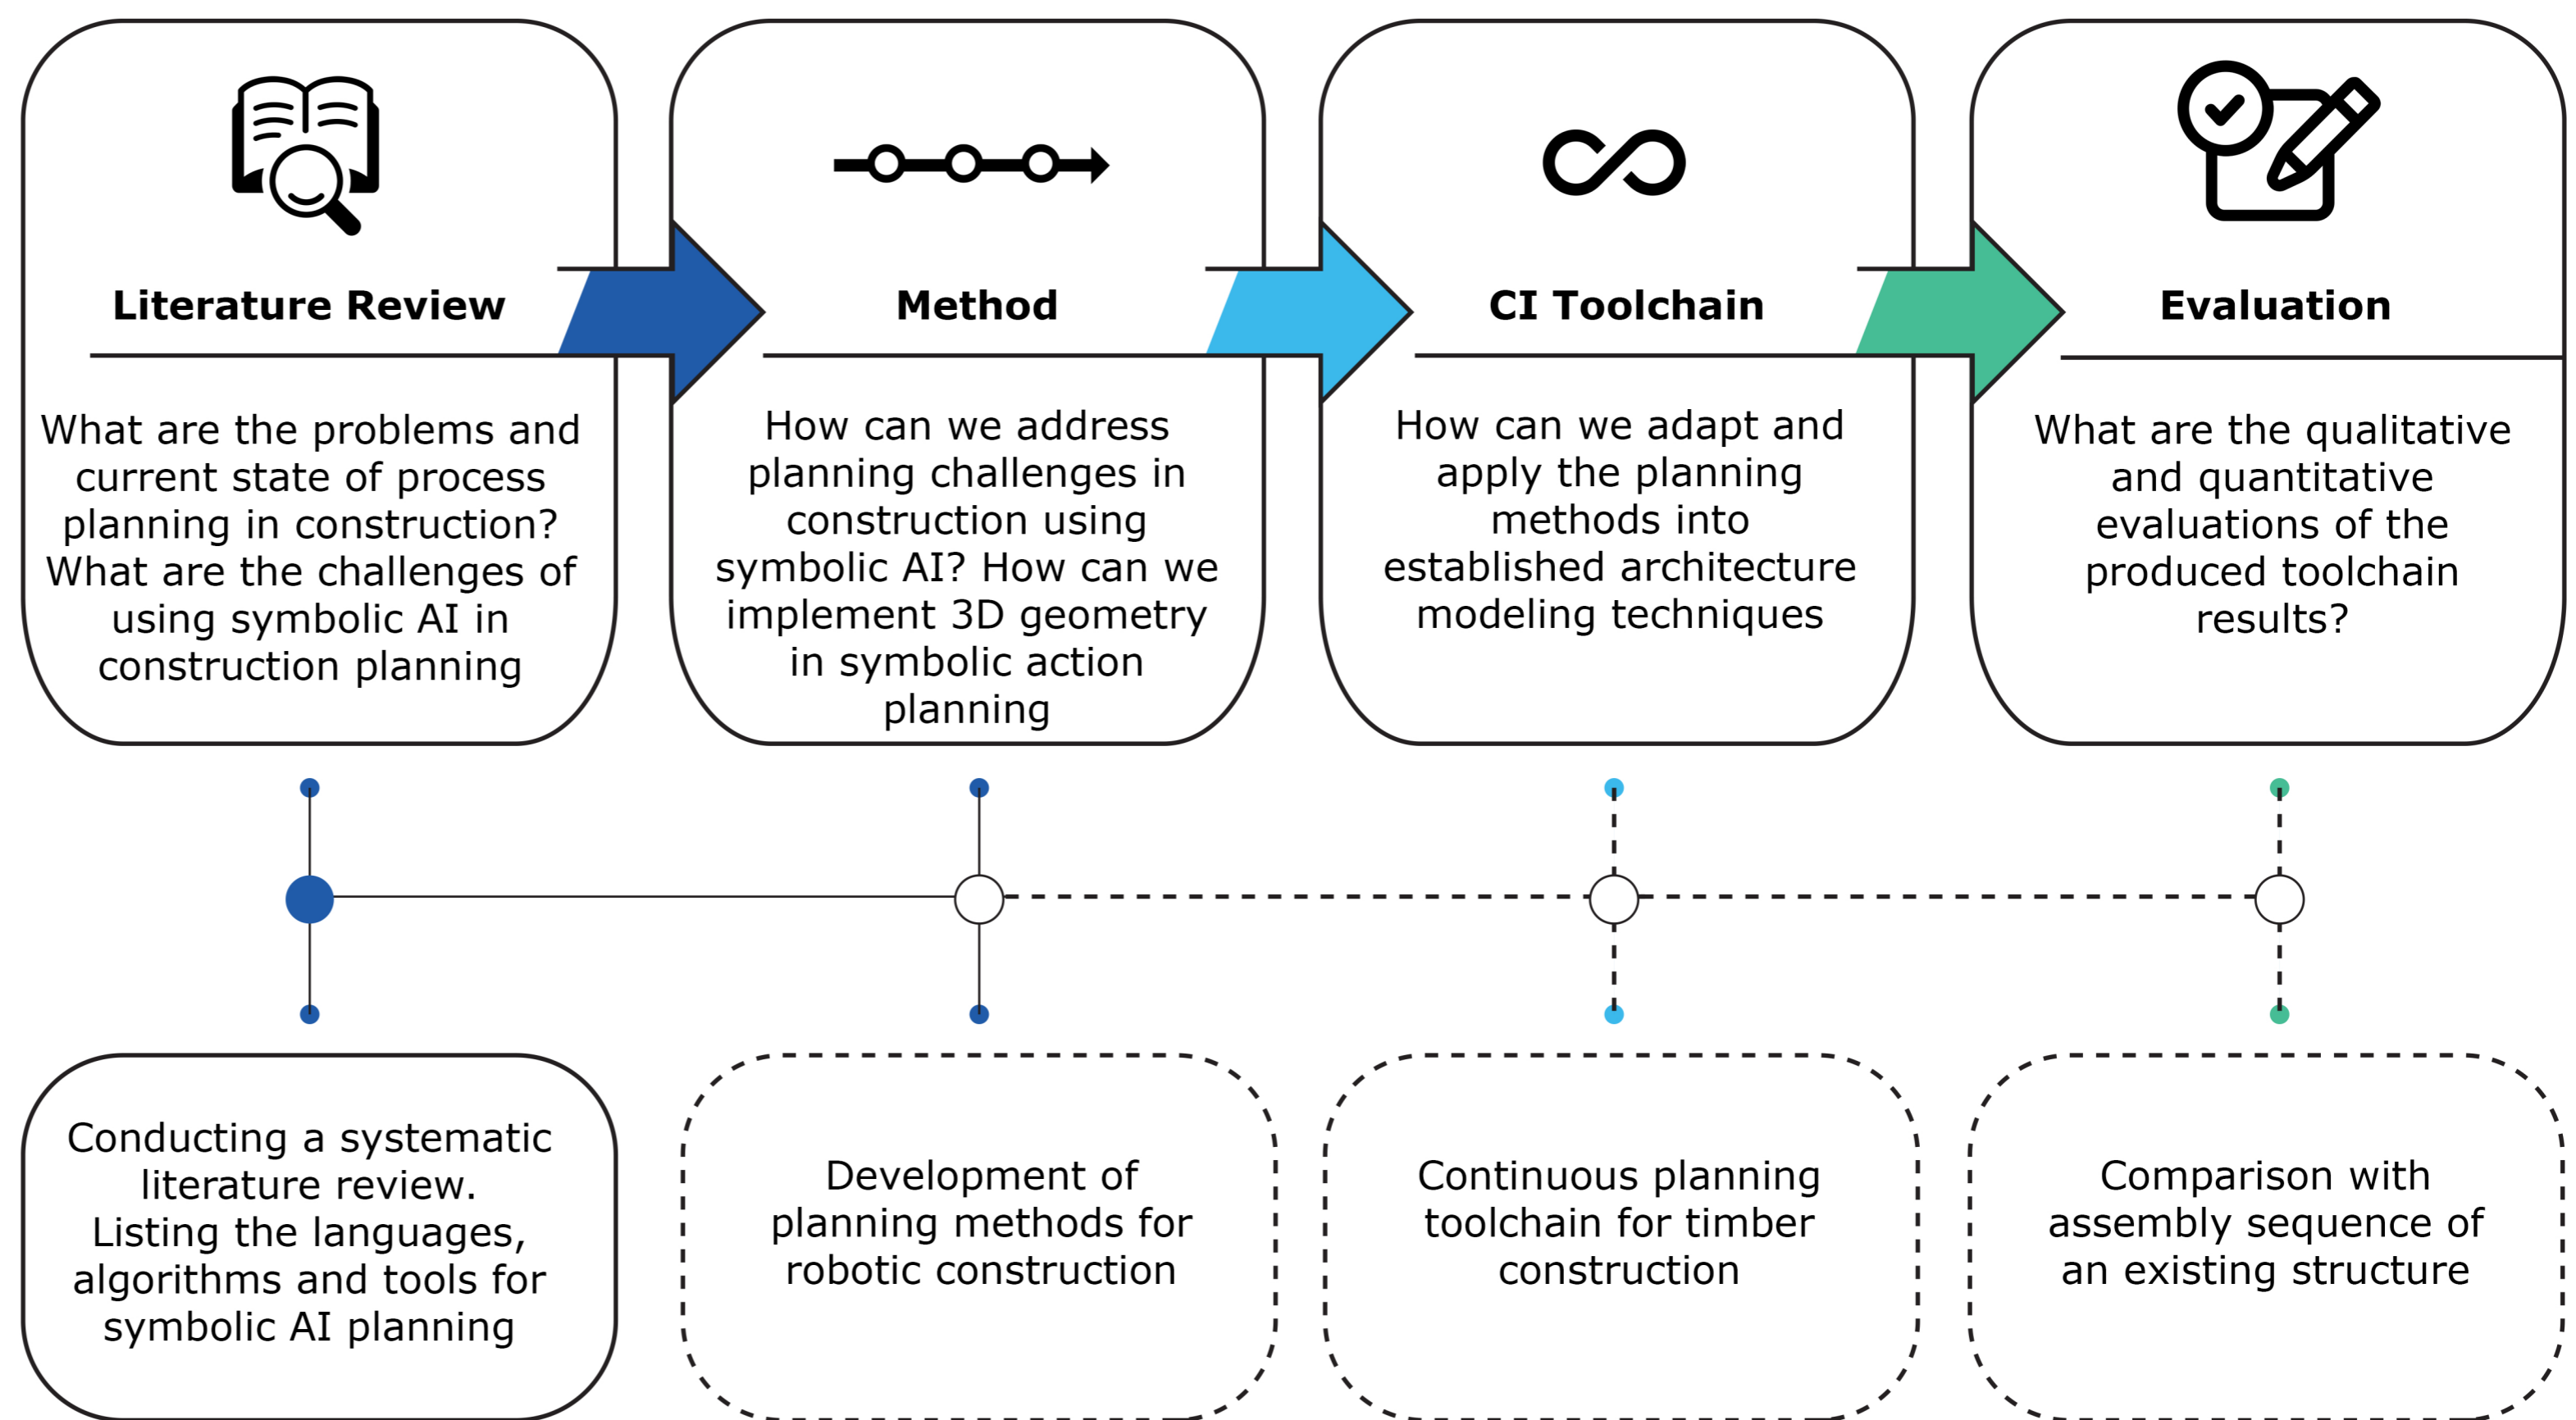 Literature Review
What are the problems and
current state of process
planning in construction?
What are the challenges of
using symbolic AI in
construction planning
Method
How can we address
planning challenges in
construction using
symbolic AI? How can we
implement 3D geometry
in symbolic action
planning
CI Toolchain
How can we adapt and
apply the planning
methods into
established architecture
modeling techniques
Evaluation
What are the qualitative
and quantitative
evaluations of the
produced toolchain
results?
Conducting a systematic
literature review.
Listing the languages,
algorithms and tools for
symbolic AI planning
Development of
planning methods for
robotic construction
Continuous planning
toolchain for timber
construction
Comparison with
assembly sequence of
an existing structure